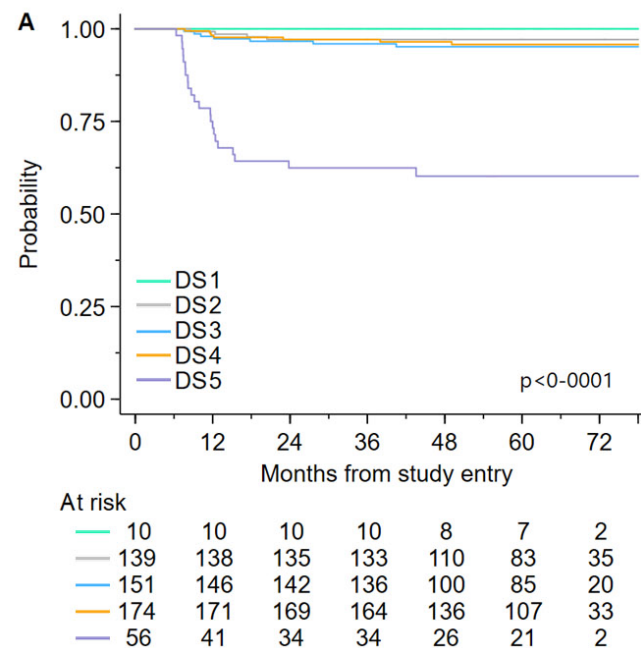 A
Probability
1.00
0.75
0.50
0.25
0.00
DS1
DS2
DS3
DS4
DS5
p<0-0001
0 12 24 36 48 60 72
Months from study entry
At risk
10 10 10 10 8 7 2
139 138 135 133 110 83 35
151 146 142 136 100 85 20
174 171 169 164 136 107 33
56 41 34 34 26 21 2